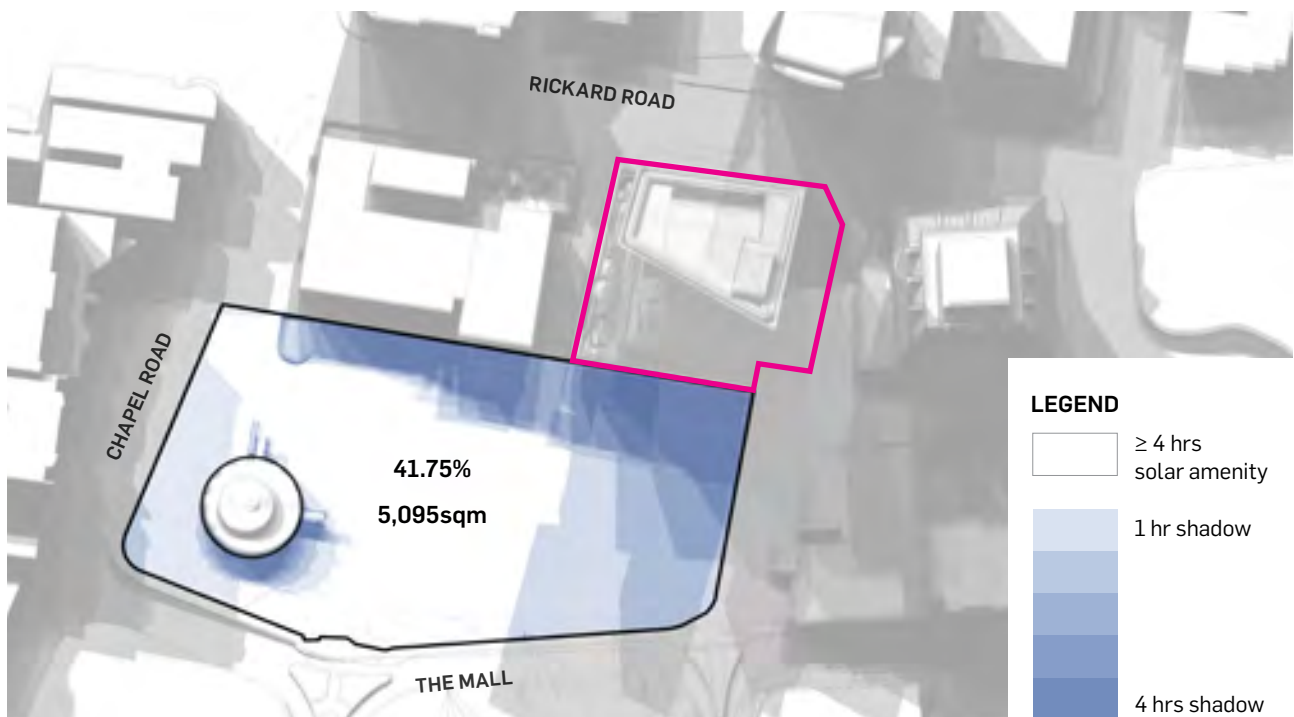 RICKARD ROAD
CHAPEL ROAD
41.75%
5,095sqm
THE MALL
LEGEND
≥ 4 hrs
solar amenity
1 hr shadow
4 hrs shadow